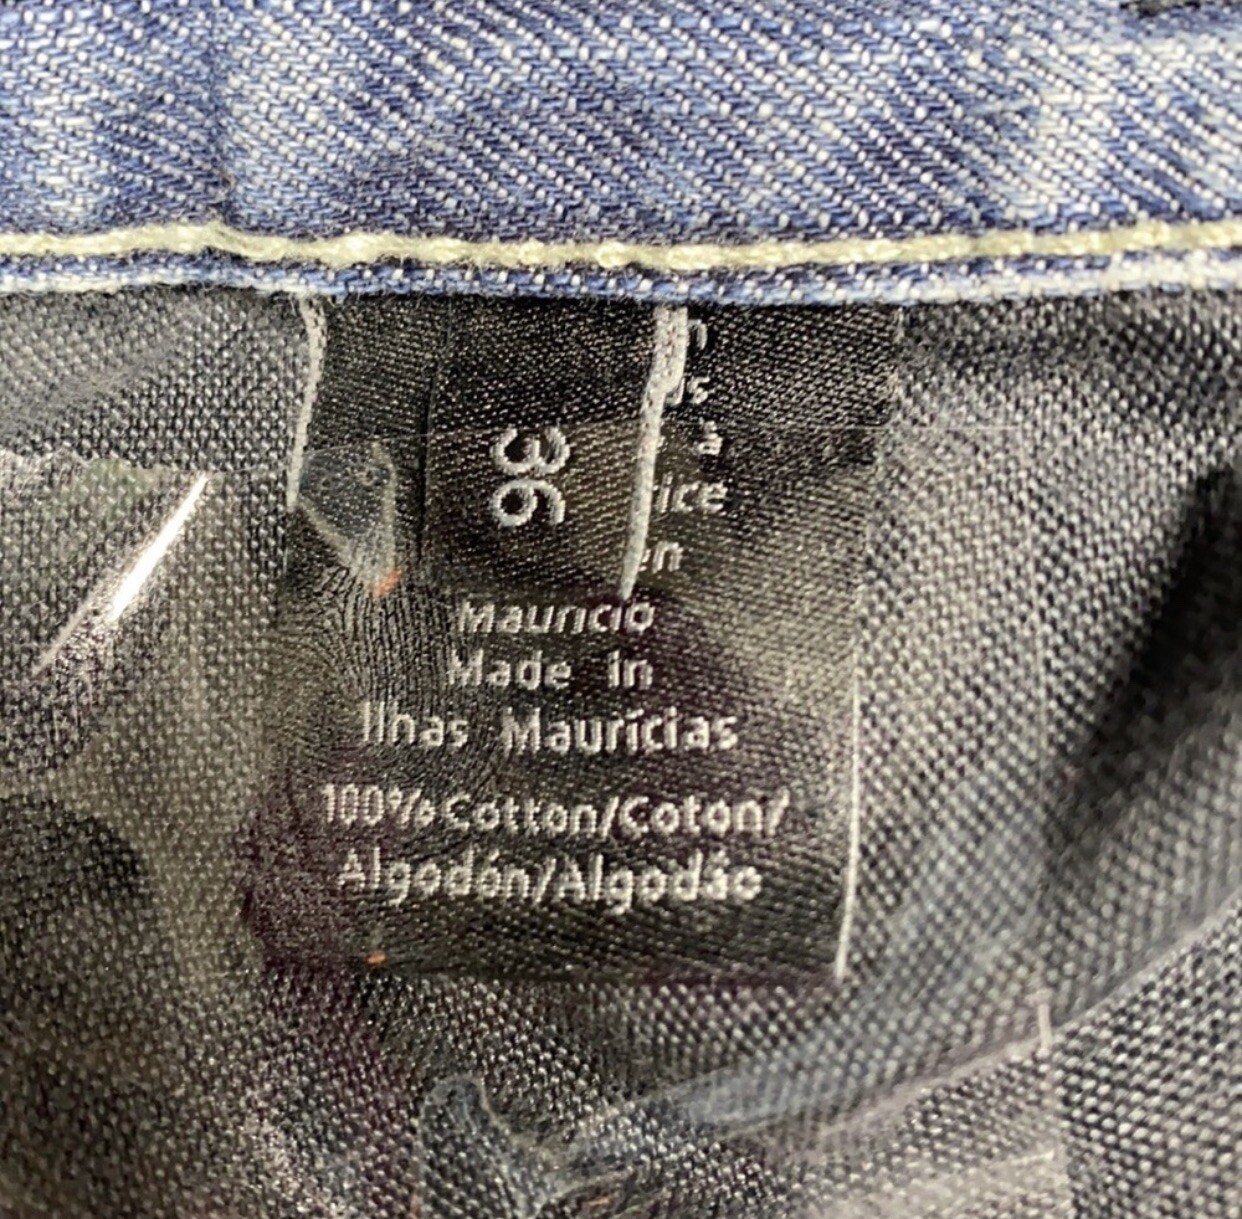 36
Mauricio
Made in
Ilhas Maurícias
100% Cotton/Coton/
Algodón/Algodão